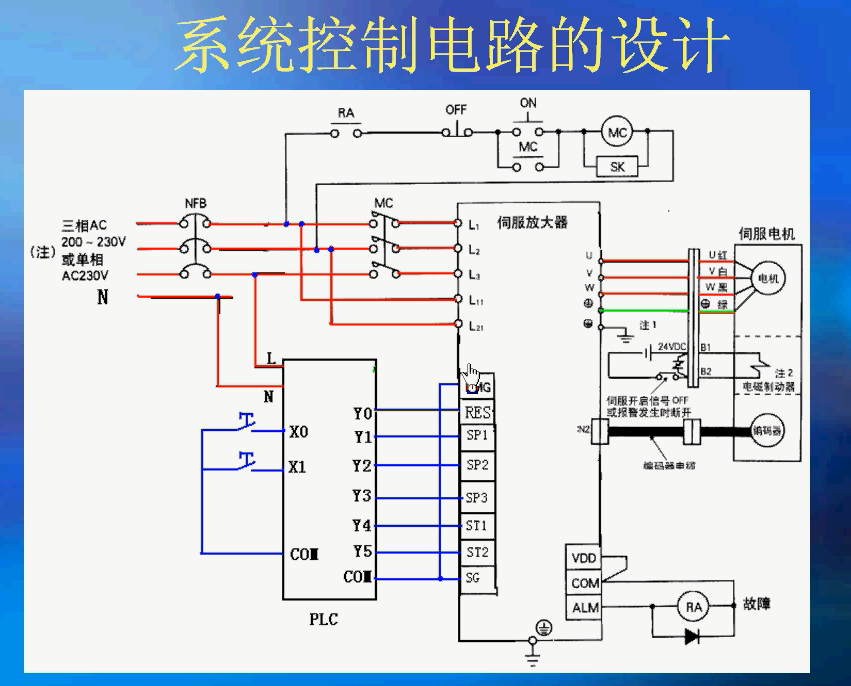 系统控制电路的设计
RA
OFF
ON
MC
MC
SK
NFB
MC
三相AC
200～230V
(注)
或单相
AC230V
N
L1
L2
L3
L11
L21
伺服放大器
U
V
W
伺服电机
U 红
V 白
W 黑
绿
电机
注 1
24VDC
B1
B2
注 2
电磁制动器
伺服开启信号 OFF
或报警发生时断开
编码器
编码器电缆
L
N
X0
X1
COM
Y0
Y1
Y2
Y3
Y4
Y5
COM
PLC
RES
SP1
SP2
SP3
ST1
ST2
SG
VDD
COM
ALM
RA
故障